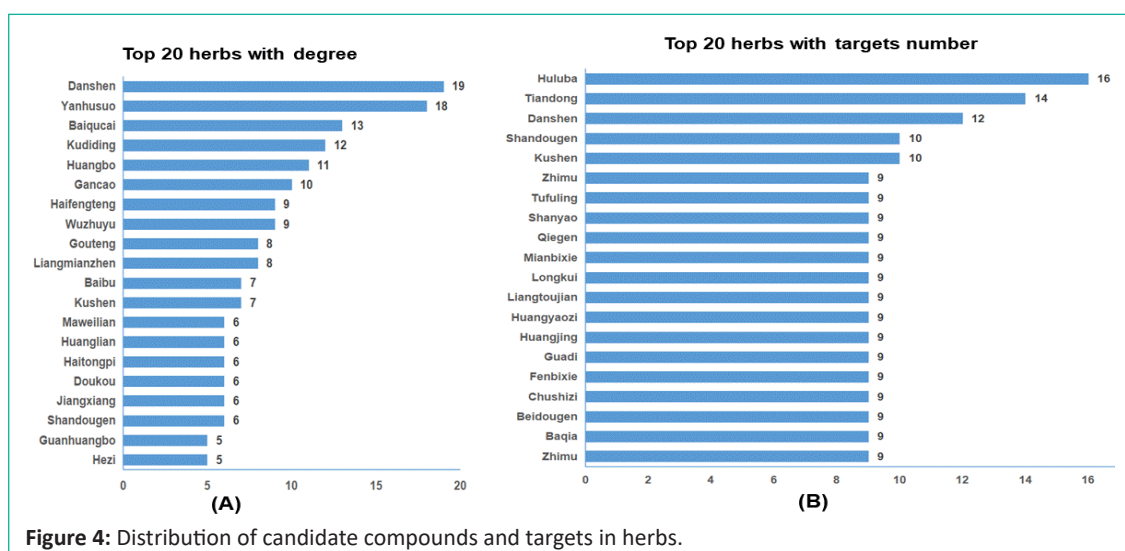 Top 20 herbs with degree
Danshen 19
Yanhusuo 18
Baiqucai 13
Kudiding 12
Huangbo 11
Gancao 10
Haifengteng 9
Wuzhuyu 9
Gouteng 8
Liangmianzhen 8
Baibu 7
Kushen 7
Maweilian 6
Huanglian 6
Haitongpi 6
Doukou 6
Jiangxiang 6
Shandougen 6
Guanhuangbo 5
Hezi 5
0 5 10 15 20
(A)
Top 20 herbs with targets number
Huluba 16
Tiandong 14
Danshen 12
Shandougen 10
Kushen 10
Zhimu 9
Tufuling 9
Shanyao 9
Qiegen 9
Mianbixie 9
Longkui 9
Liangtoujian 9
Huangyaozi 9
Huangjing 9
Guadi 9
Fenbixie 9
Chushizi 9
Beidougen 9
Baqia 9
Zhimu 9
0 2 4 6 8 10 12 14 16
(B)
Figure 4: Distribution of candidate compounds and targets in herbs.